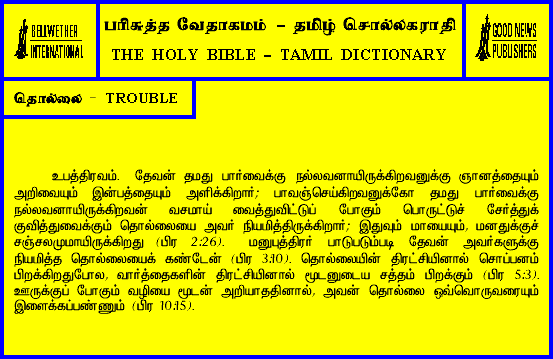 BELLWETHER
INTERNATIONAL
பரிசுத்த வேதாகமம் - தமிழ் சொல்லகராதி
THE HOLY BIBLE - TAMIL DICTIONARY
GOOD NEWS
PUBLISHERS
தொல்லை - TROUBLE
உபத்திரவம். தேவன் தமது பார்வைக்கு நல்லவனாயிருக்கிறவனுக்கு ஞானத்தையும்
அறிவையும் இன்பத்தையும் அளிக்கிறார்; பாவஞ்செய்கிறவனுக்கோ தமது பார்வைக்கு
நல்லவனாயிருக்கிறவன் வசமாய் வைத்துவிட்டுப் போகும் பொருட்டுச் சேர்த்துக்
குவித்துவைக்கும் தொல்லையை அவர் நியமித்திருக்கிறார்; இதுவும் மாயையும், மனதுக்குச்
சஞ்சலமுமாயிருக்கிறது (பிர 2:26). மனுபுத்திரர் பாடுபடும்படி தேவன் அவர்களுக்கு
நியமித்த தொல்லையைக் கண்டேன் (பிர 3:10). தொல்லையின் திரட்சியினால் சொப்பனம்
பிறக்கிறதுபோல, வார்த்தைகளின் திரட்சியினால் மூடனுடைய சத்தம் பிறக்கும் (பிர 5:3).
ஊருக்குப் போகும் வழியை மூடன் அறியாததினால், அவன் தொல்லை ஒவ்வொருவரையும்
இளைக்கப்பண்ணும் (பிர 10:15).